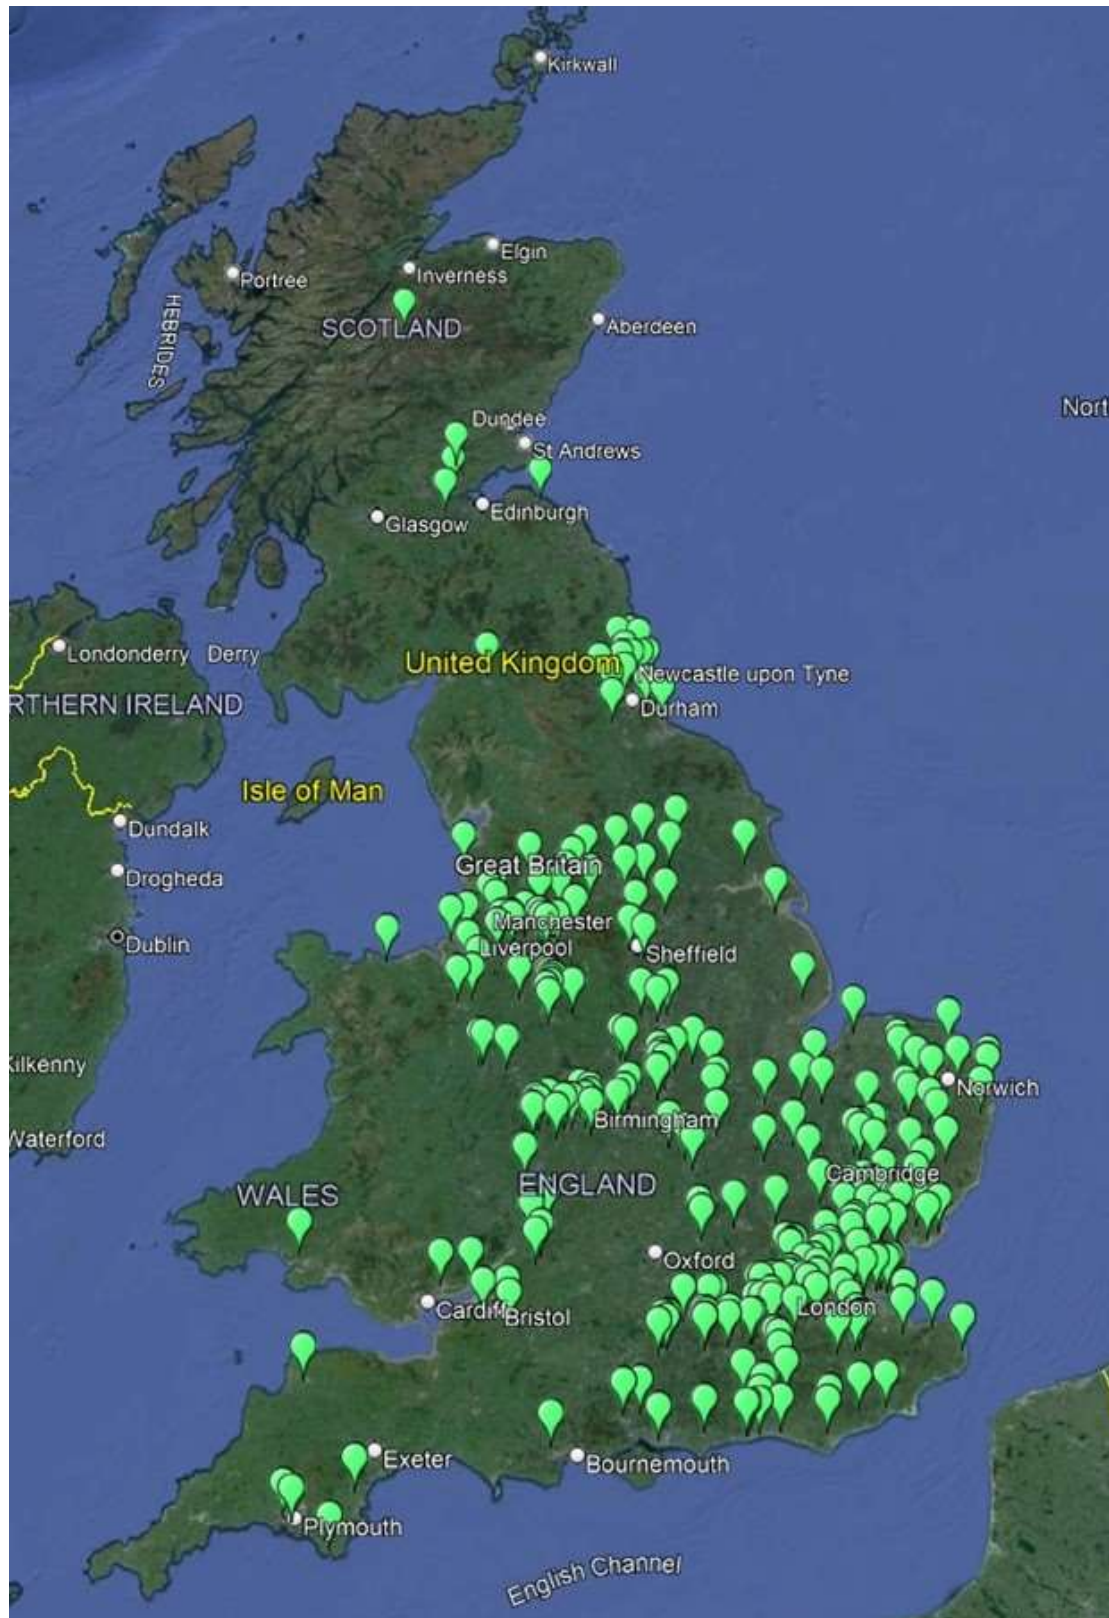 Kirkwall
Elgin
Inverness
Portree
SCOTLAND
Aberdeen
HEBRIDES
Nort
Dundee
St Andrews
Edinburgh
Glasgow
Londonderry Derry
United Kingdom
Newcastle upon Tyne
RTHERN IRELAND
Durham
Isle of Man
Dundalk
Great Britain
Drogheda
Manchester
Dublin
Liverpool
Sheffield
Kilkenny
Norwich
Birmingham
Waterford
Cambridge
WALES
ENGLAND
Oxford
Cardiff
Bristol
London
Exeter
Bournemouth
Plymouth
English Channel